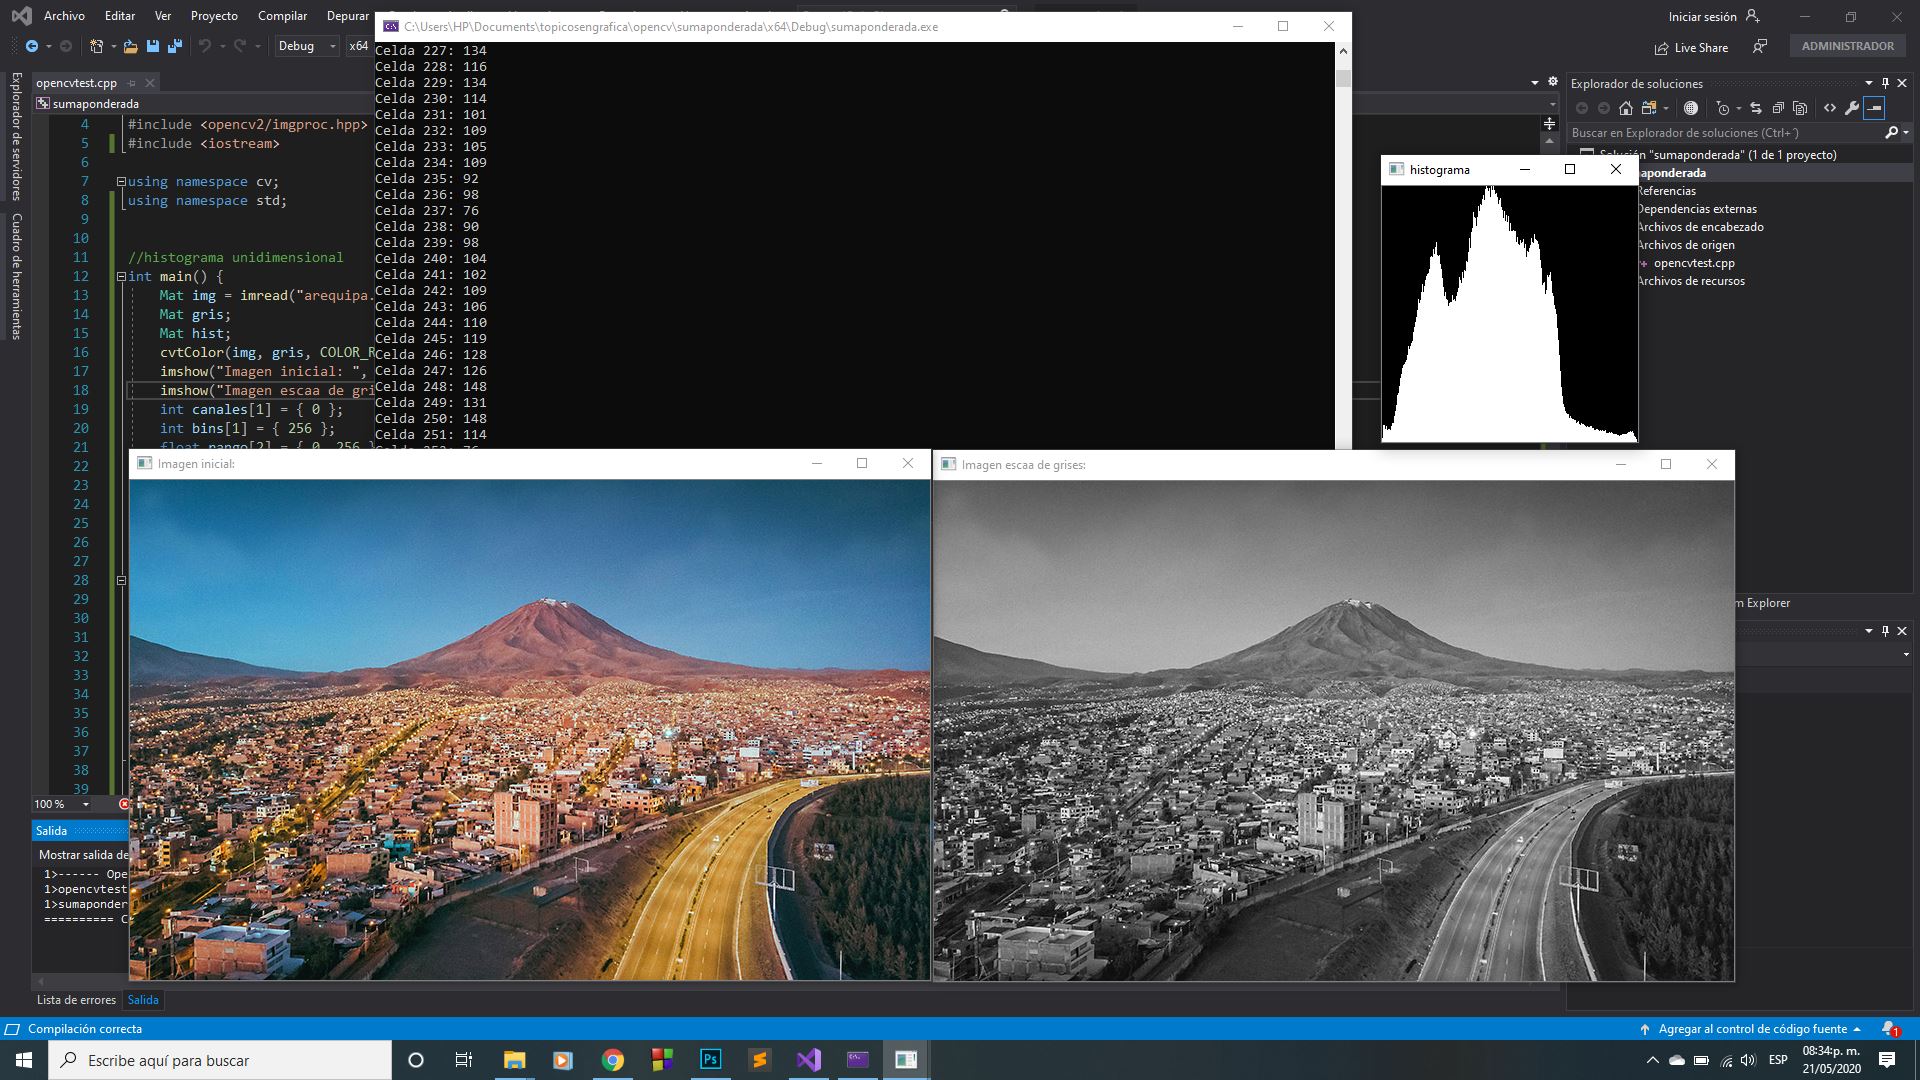 Archivo Editar Ver Proyecto Compilar Depurar
C:\Users\HP\Documents\topicosengrafica\opencv\sumaponderada\x64\Debug\sumaponderada.exe
Iniciar sesión
Debug x64
Live Share ADMINISTRADOR
opencvtest.cpp
sumaponderada
Explorador de servidores
Cuadro de herramientas
4 #include <opencv2/imgproc.hpp>
5 #include <iostream>
6
7 using namespace cv;
8 using namespace std;
9
10
11 //histograma unidimensional
12 int main() {
13 Mat img = imread("arequipa.
14 Mat gris;
15 Mat hist;
16 cvtColor(img, gris, COLOR_R
17 imshow("Imagen inicial: ",
18 imshow("Imagen escaa de gri
19 int canales[1] = { 0 };
20 int bins[1] = { 256 };
21 float rango[2] = { 0, 256 }
22
23
24
25
26
27
28
29
30
31
32
33
34
35
36
37
38
39
Celda 227: 134
Celda 228: 116
Celda 229: 134
Celda 230: 114
Celda 231: 101
Celda 232: 109
Celda 233: 105
Celda 234: 109
Celda 235: 92
Celda 236: 98
Celda 237: 76
Celda 238: 90
Celda 239: 98
Celda 240: 104
Celda 241: 102
Celda 242: 109
Celda 243: 106
Celda 244: 110
Celda 245: 119
Celda 246: 128
Celda 247: 126
Celda 248: 148
Celda 249: 131
Celda 250: 148
Celda 251: 114
Explorador de soluciones
Buscar en Explorador de soluciones (Ctrl+´)
Solución "sumaponderada" (1 de 1 proyecto)
histograma
aponderada
Referencias
Dependencias externas
Archivos de encabezado
Archivos de origen
opencvtest.cpp
Archivos de recursos
m Explorer
Imagen inicial:
Imagen escaa de grises:
100 %
Salida
Mostrar salida de
1>------ Ope
1>opencvtest
1>sumaponder
========== C
Lista de errores Salida
Compilación correcta
Agregar al control de código fuente
1
Escribe aquí para buscar
Ps
ESP
08:34:p. m.
21/05/2020